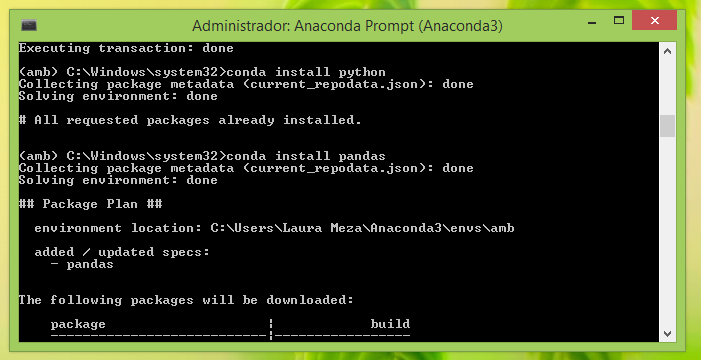 Administrador: Anaconda Prompt (Anaconda3)
Executing transaction: done
(amb) C:\Windows\system32>conda install python
Collecting package metadata (current_repodata.json): done
Solving environment: done
# All requested packages already installed.
(amb) C:\Windows\system32>conda install pandas
Collecting package metadata (current_repodata.json): done
Solving environment: done
## Package Plan ##
environment location: C:\Users\Laura Meza\Anaconda3\envs\amb
added / updated specs:
- pandas
The following packages will be downloaded:
package | build
---------------------------|-----------------